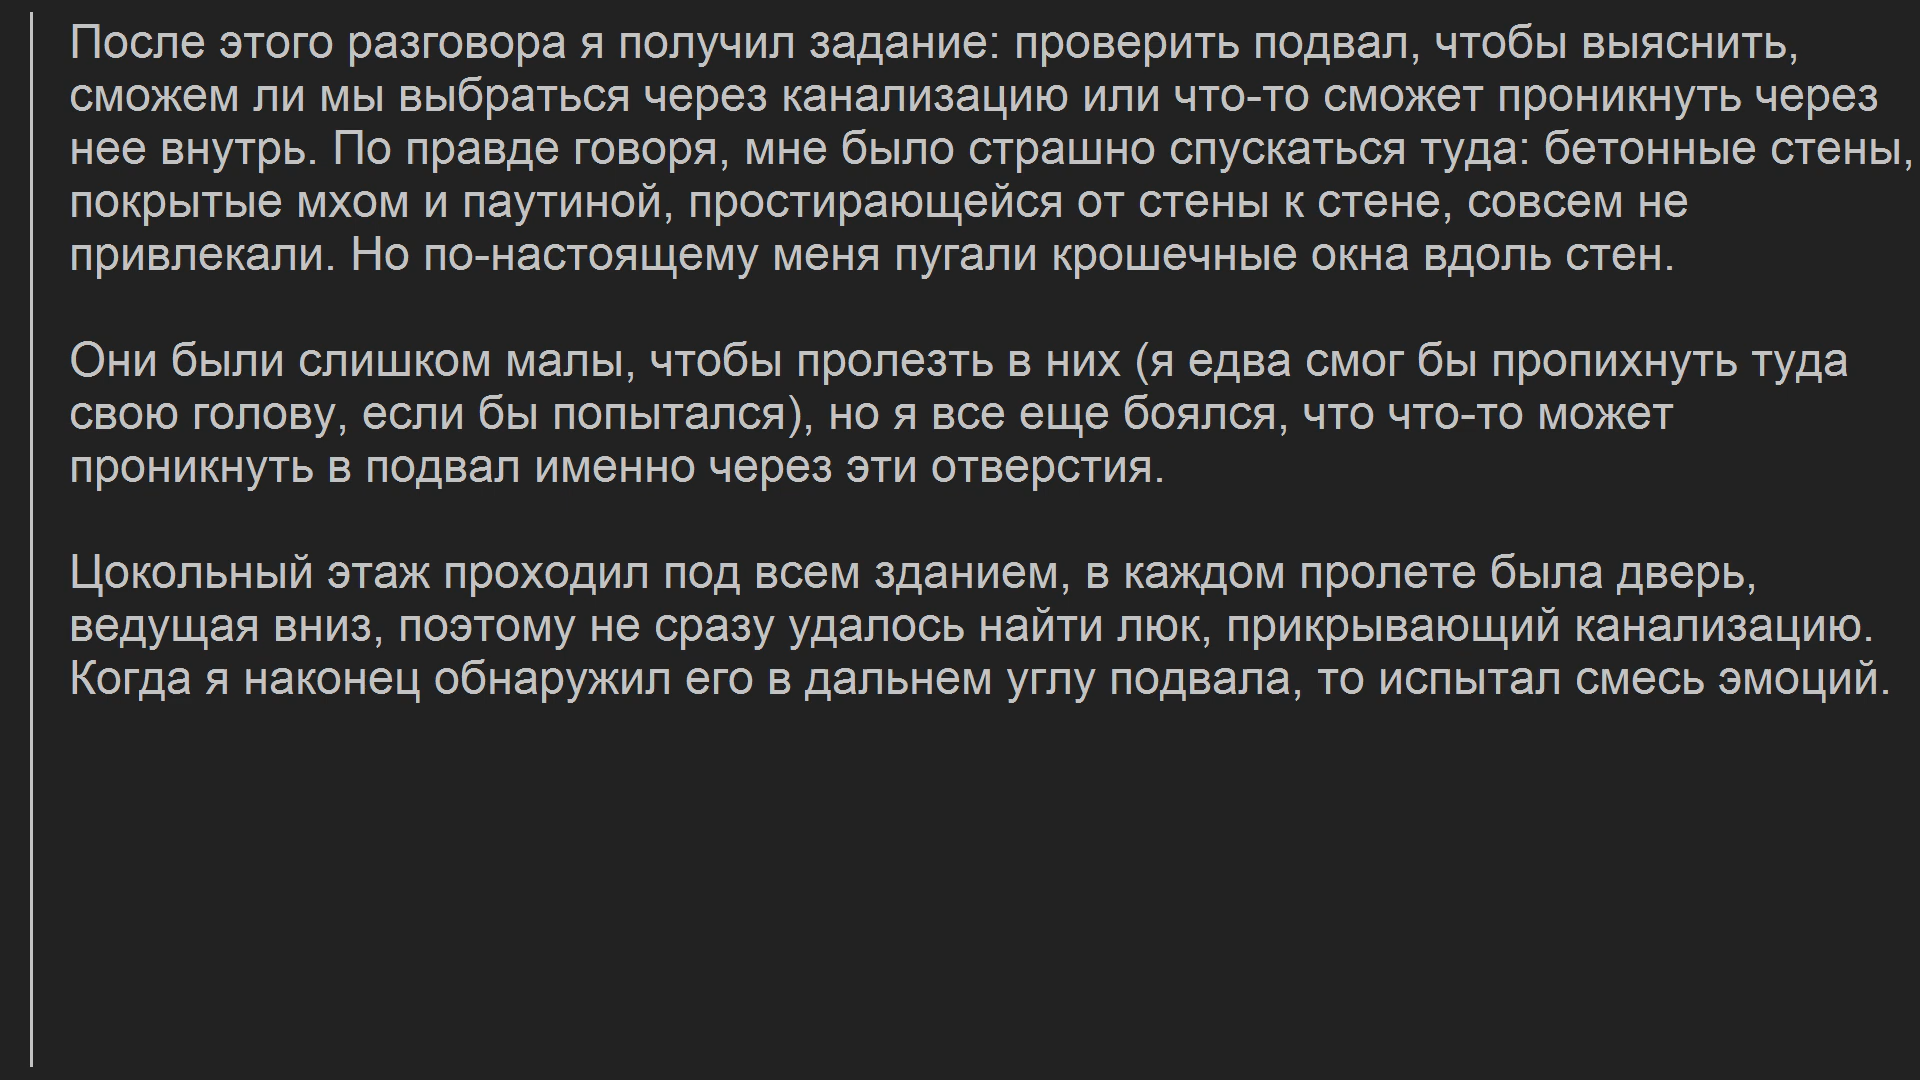 После этого разговора я получил задание: проверить подвал, чтобы выяснить,
сможем ли мы выбраться через канализацию или что-то сможет проникнуть через
нее внутрь. По правде говоря, мне было страшно спускаться туда: бетонные стены,
покрытые мхом и паутиной, простирающейся от стены к стене, совсем не
привлекали. Но по-настоящему меня пугали крошечные окна вдоль стен.
Они были слишком малы, чтобы пролезть в них (я едва смог бы пропихнуть туда
свою голову, если бы попытался), но я все еще боялся, что что-то может
проникнуть в подвал именно через эти отверстия.
Цокольный этаж проходил под всем зданием, в каждом пролете была дверь,
ведущая вниз, поэтому не сразу удалось найти люк, прикрывающий канализацию.
Когда я наконец обнаружил его в дальнем углу подвала, то испытал смесь эмоций.